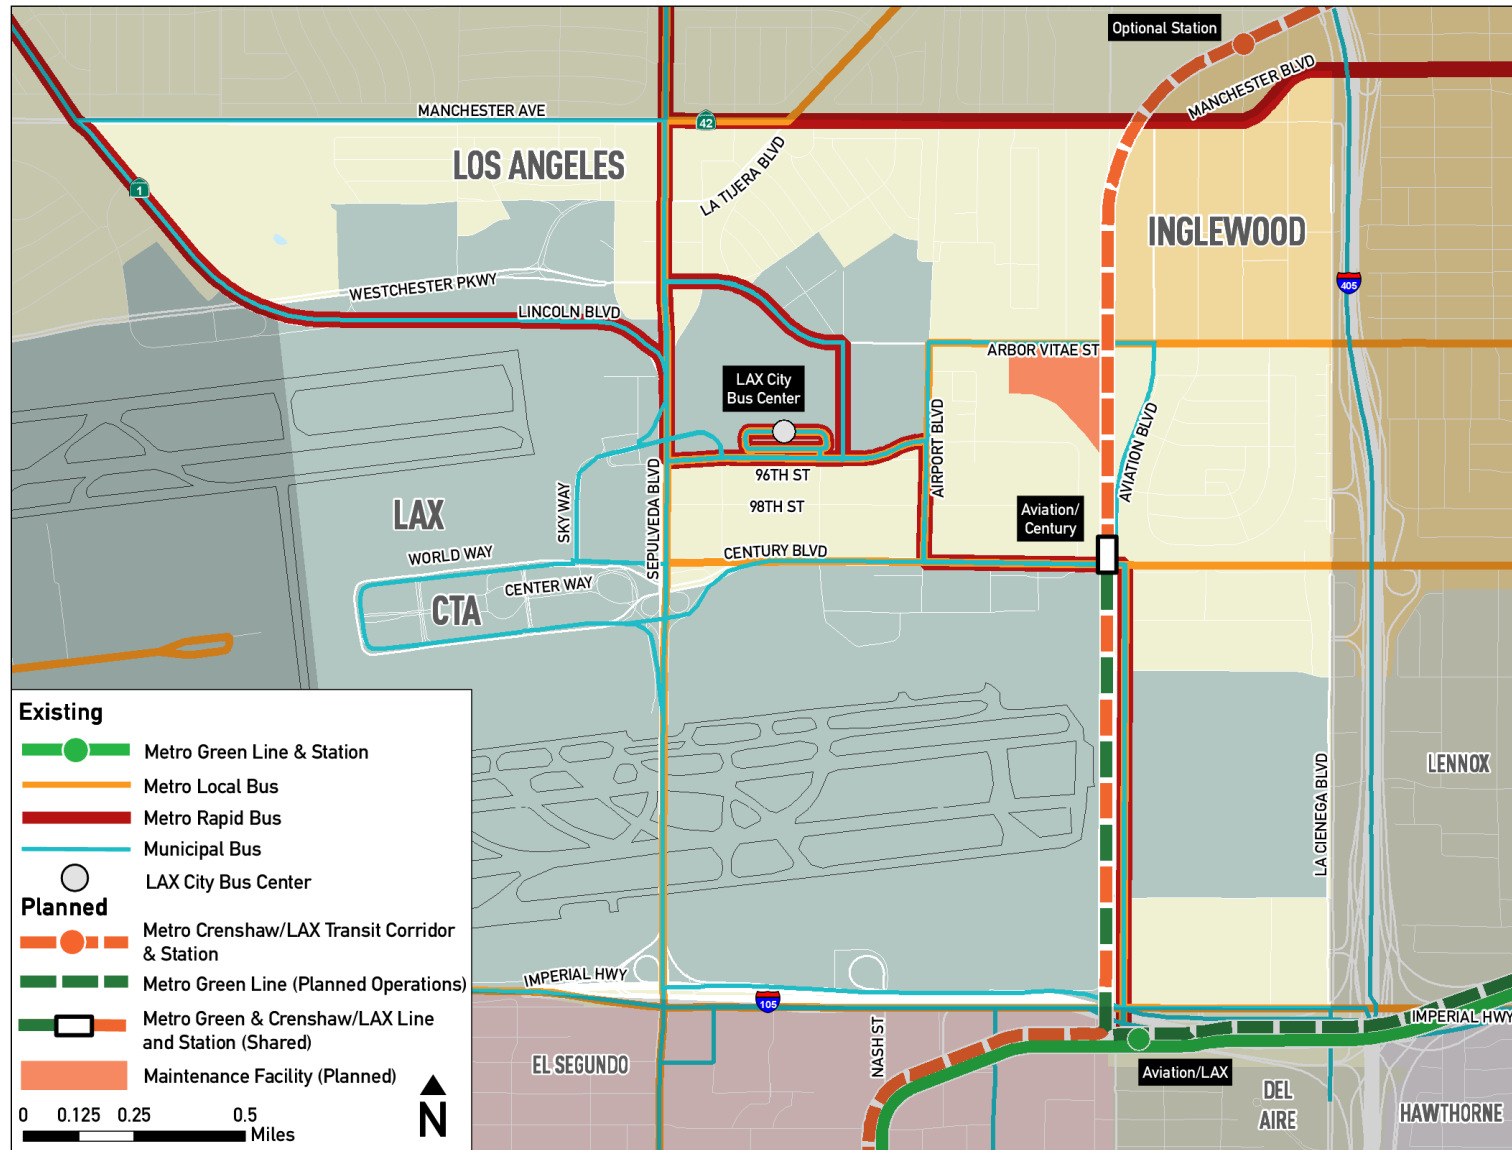 Optional Station
MANCHESTER BLVD
MANCHESTER AVE
42
LOS ANGELES
LA TIJERA BLVD
1
INGLEWOOD
WESTCHESTER PKWY
405
LINCOLN BLVD
ARBOR VITAE ST
LAX City
Bus Center
AIRPORT BLVD
AVIATION BLVD
96TH ST
SEPULVEDA BLVD
SKY WAY
LAX
98TH ST
Aviation/
Century
WORLD WAY
CENTURY BLVD
CENTER WAY
CTA
LENNOX
LA CIENEGA BLVD
IMPERIAL HWY
105
IMPERIAL HWY
NASH ST
EL SEGUNDO
Aviation/LAX
DEL
AIRE
HAWTHORNE
Existing
Metro Green Line & Station
Metro Local Bus
Metro Rapid Bus
Municipal Bus
LAX City Bus Center
Planned
Metro Crenshaw/LAX Transit Corridor
& Station
Metro Green Line (Planned Operations)
Metro Green & Crenshaw/LAX Line
and Station (Shared)
Maintenance Facility (Planned)
0 0.125 0.25 0.5
Miles
N